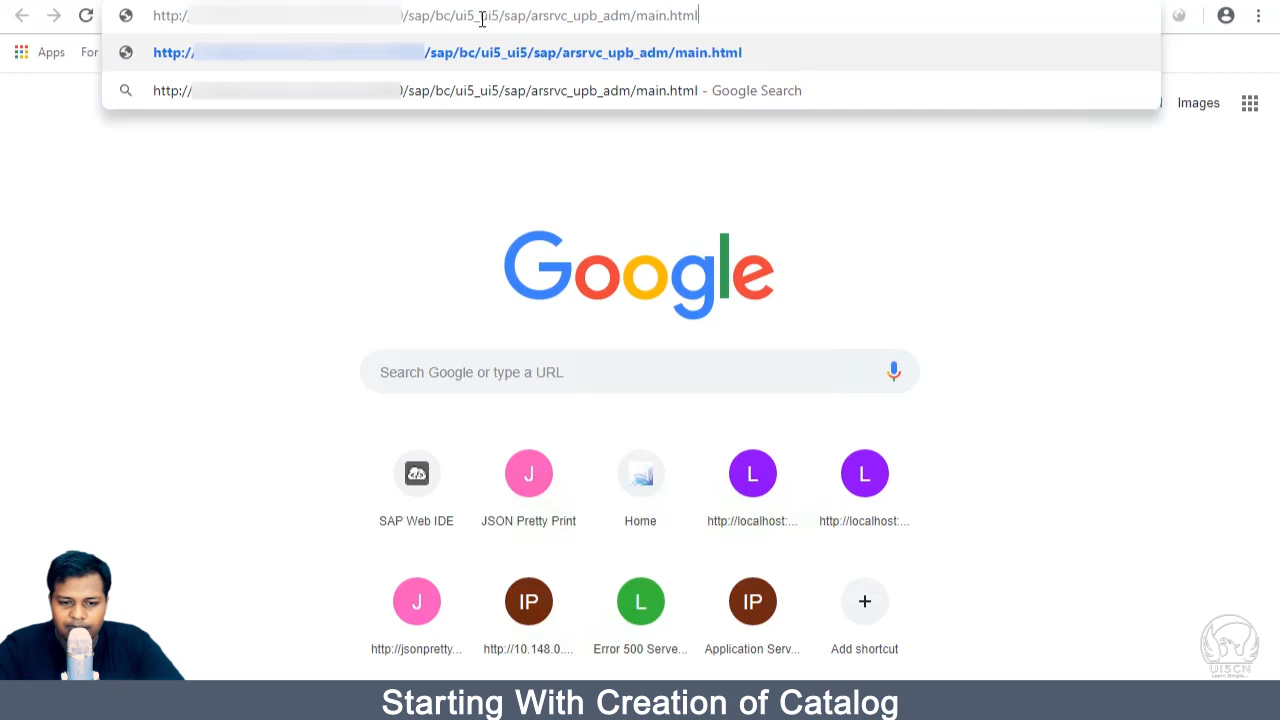 http:// /sap/bc/ui5_ui5/sap/arsrvc_upb_adm/main.html
Apps For
http:// /sap/bc/ui5_ui5/sap/arsrvc_upb_adm/main.html
http:// /sap/bc/ui5_ui5/sap/arsrvc_upb_adm/main.html - Google Search
Images
Google
Search Google or type a URL
J L L
SAP Web IDE JSON Pretty Print Home http://localhost:... http://localhost:...
J IP L IP +
http://jsonpretty... http://10.148.0.... Error 500 Serve... Application Serv... Add shortcut
UI5CN
Learn Simple...
Starting With Creation of Catalog